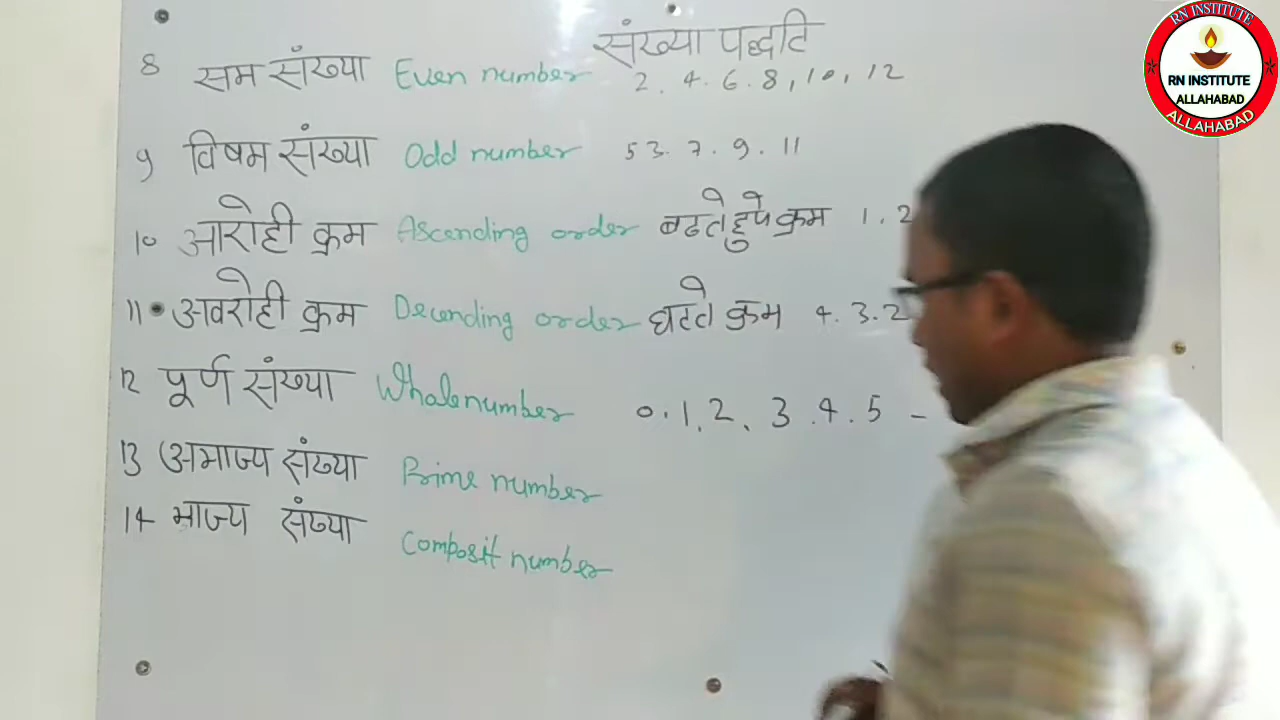 संख्या पद्धति
8 सम संख्या Even number 2. 4. 6. 8, 10, 12
9 विषम संख्या Odd number 5 3. 7. 9. 11
10 आरोही क्रम Ascending order बढते हुये क्रम 1. 2
11 अवरोही क्रम Decending order घटते क्रम 4. 3. 2
12 पूर्ण संख्या Whole number 0. 1, 2, 3. 4. 5 -
13 अभाज्य संख्या Prime number
14 भाज्य संख्या Composit number
RN INSTITUTE
RN INSTITUTE
ALLAHABAD
ALLAHABAD